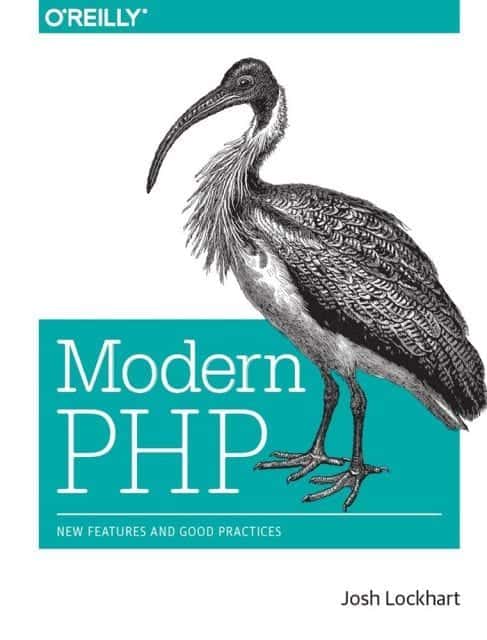 O'REILLY®
Modern
PHP
NEW FEATURES AND GOOD PRACTICES
Josh Lockhart